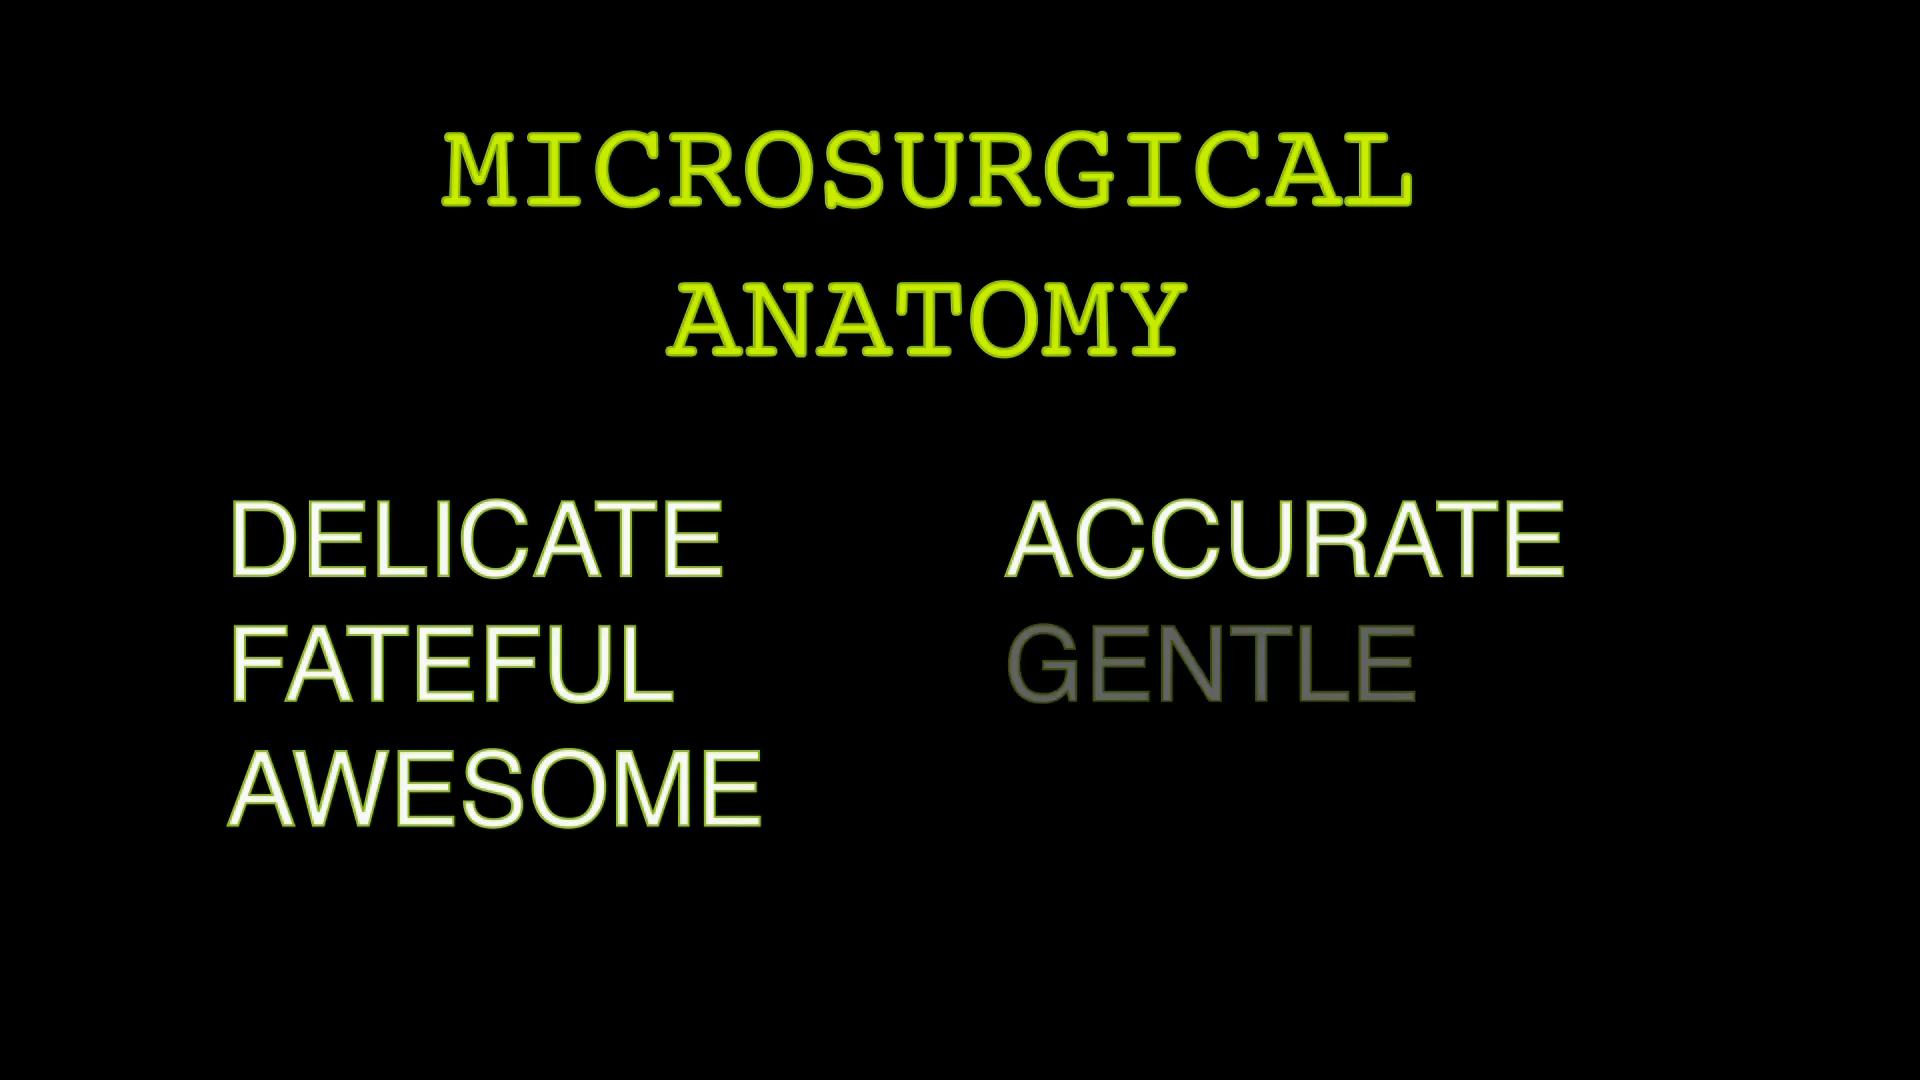 MICROSURGICAL
ANATOMY
DELICATE
FATEFUL
AWESOME
ACCURATE
GENTLE